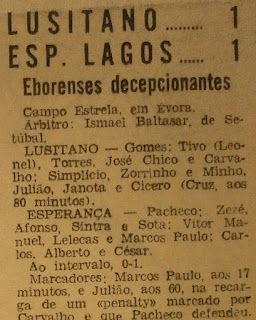 LUSITANO ......... 1
ESP. LAGOS ...... 1
Eborenses decepcionantes
Campo Estrela, em Évora.
Árbitro: Ismael Baltasar, de Se-
túbal.
LUSITANO — Gomes; Tivo (Leo-
nel), Torres, José Chico e Carva-
lho; Simplício, Zorrinho e Minho,
Julião, Janota e Cícero (Cruz, aos
80 minutos).
ESPERANÇA — Pacheco; Zezé,
Afonso, Sintra e Sota; Vítor Ma-
nuel, Lelecas e Marcos Paulo; Car-
los, Alberto e César.
Ao intervalo, 0-1.
Marcadores: Marcos Paulo, aos 17
minutos, e Julião, aos 60, na recar-
ga de um «penalty» marcado por
Carvalho e que Pacheco defendeu.